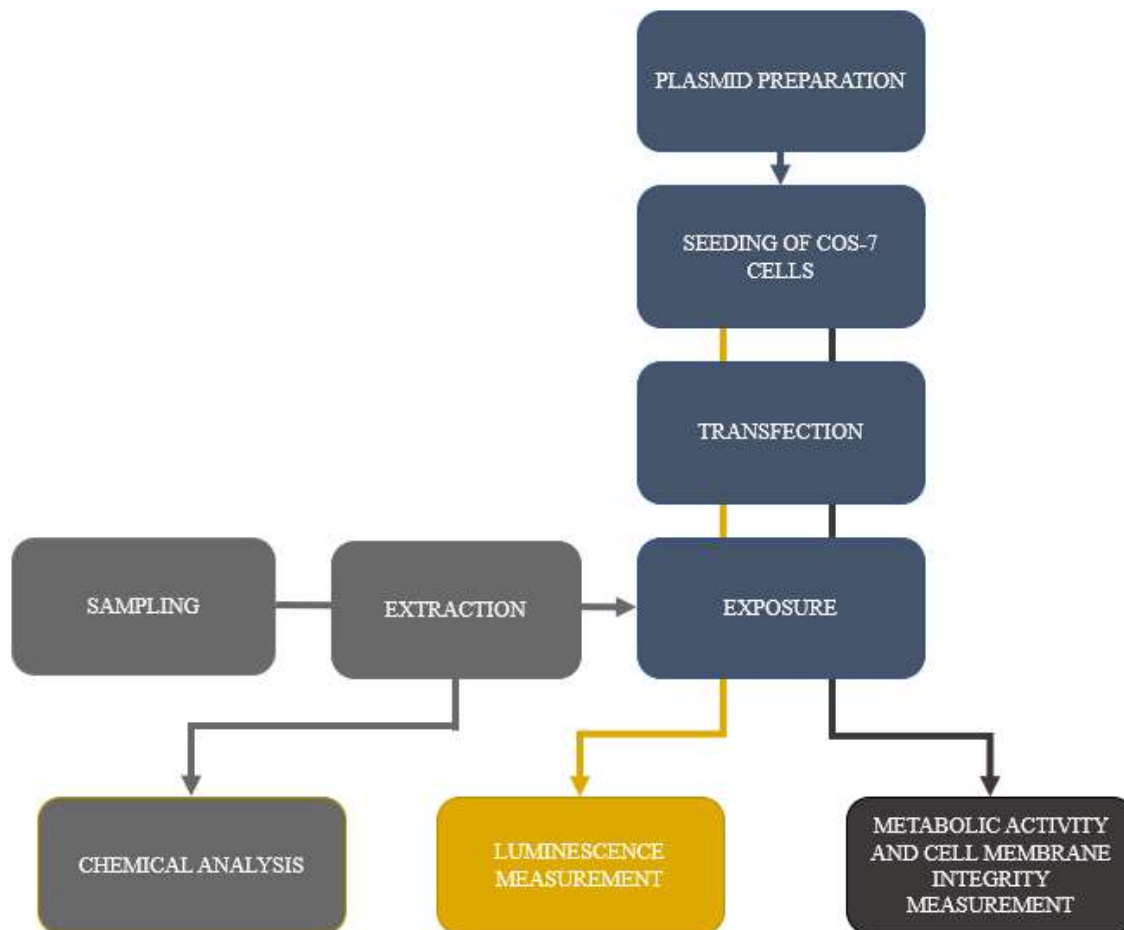 PLASMID PREPARATION
SEEDING OF COS-7
CELLS
TRANSFECTION
SAMPLING
EXTRACTION
EXPOSURE
CHEMICAL ANALYSIS
LUMINESCENCE
MEASUREMENT
METABOLIC ACTIVITY
AND CELL MEMBRANE
INTEGRITY
MEASUREMENT